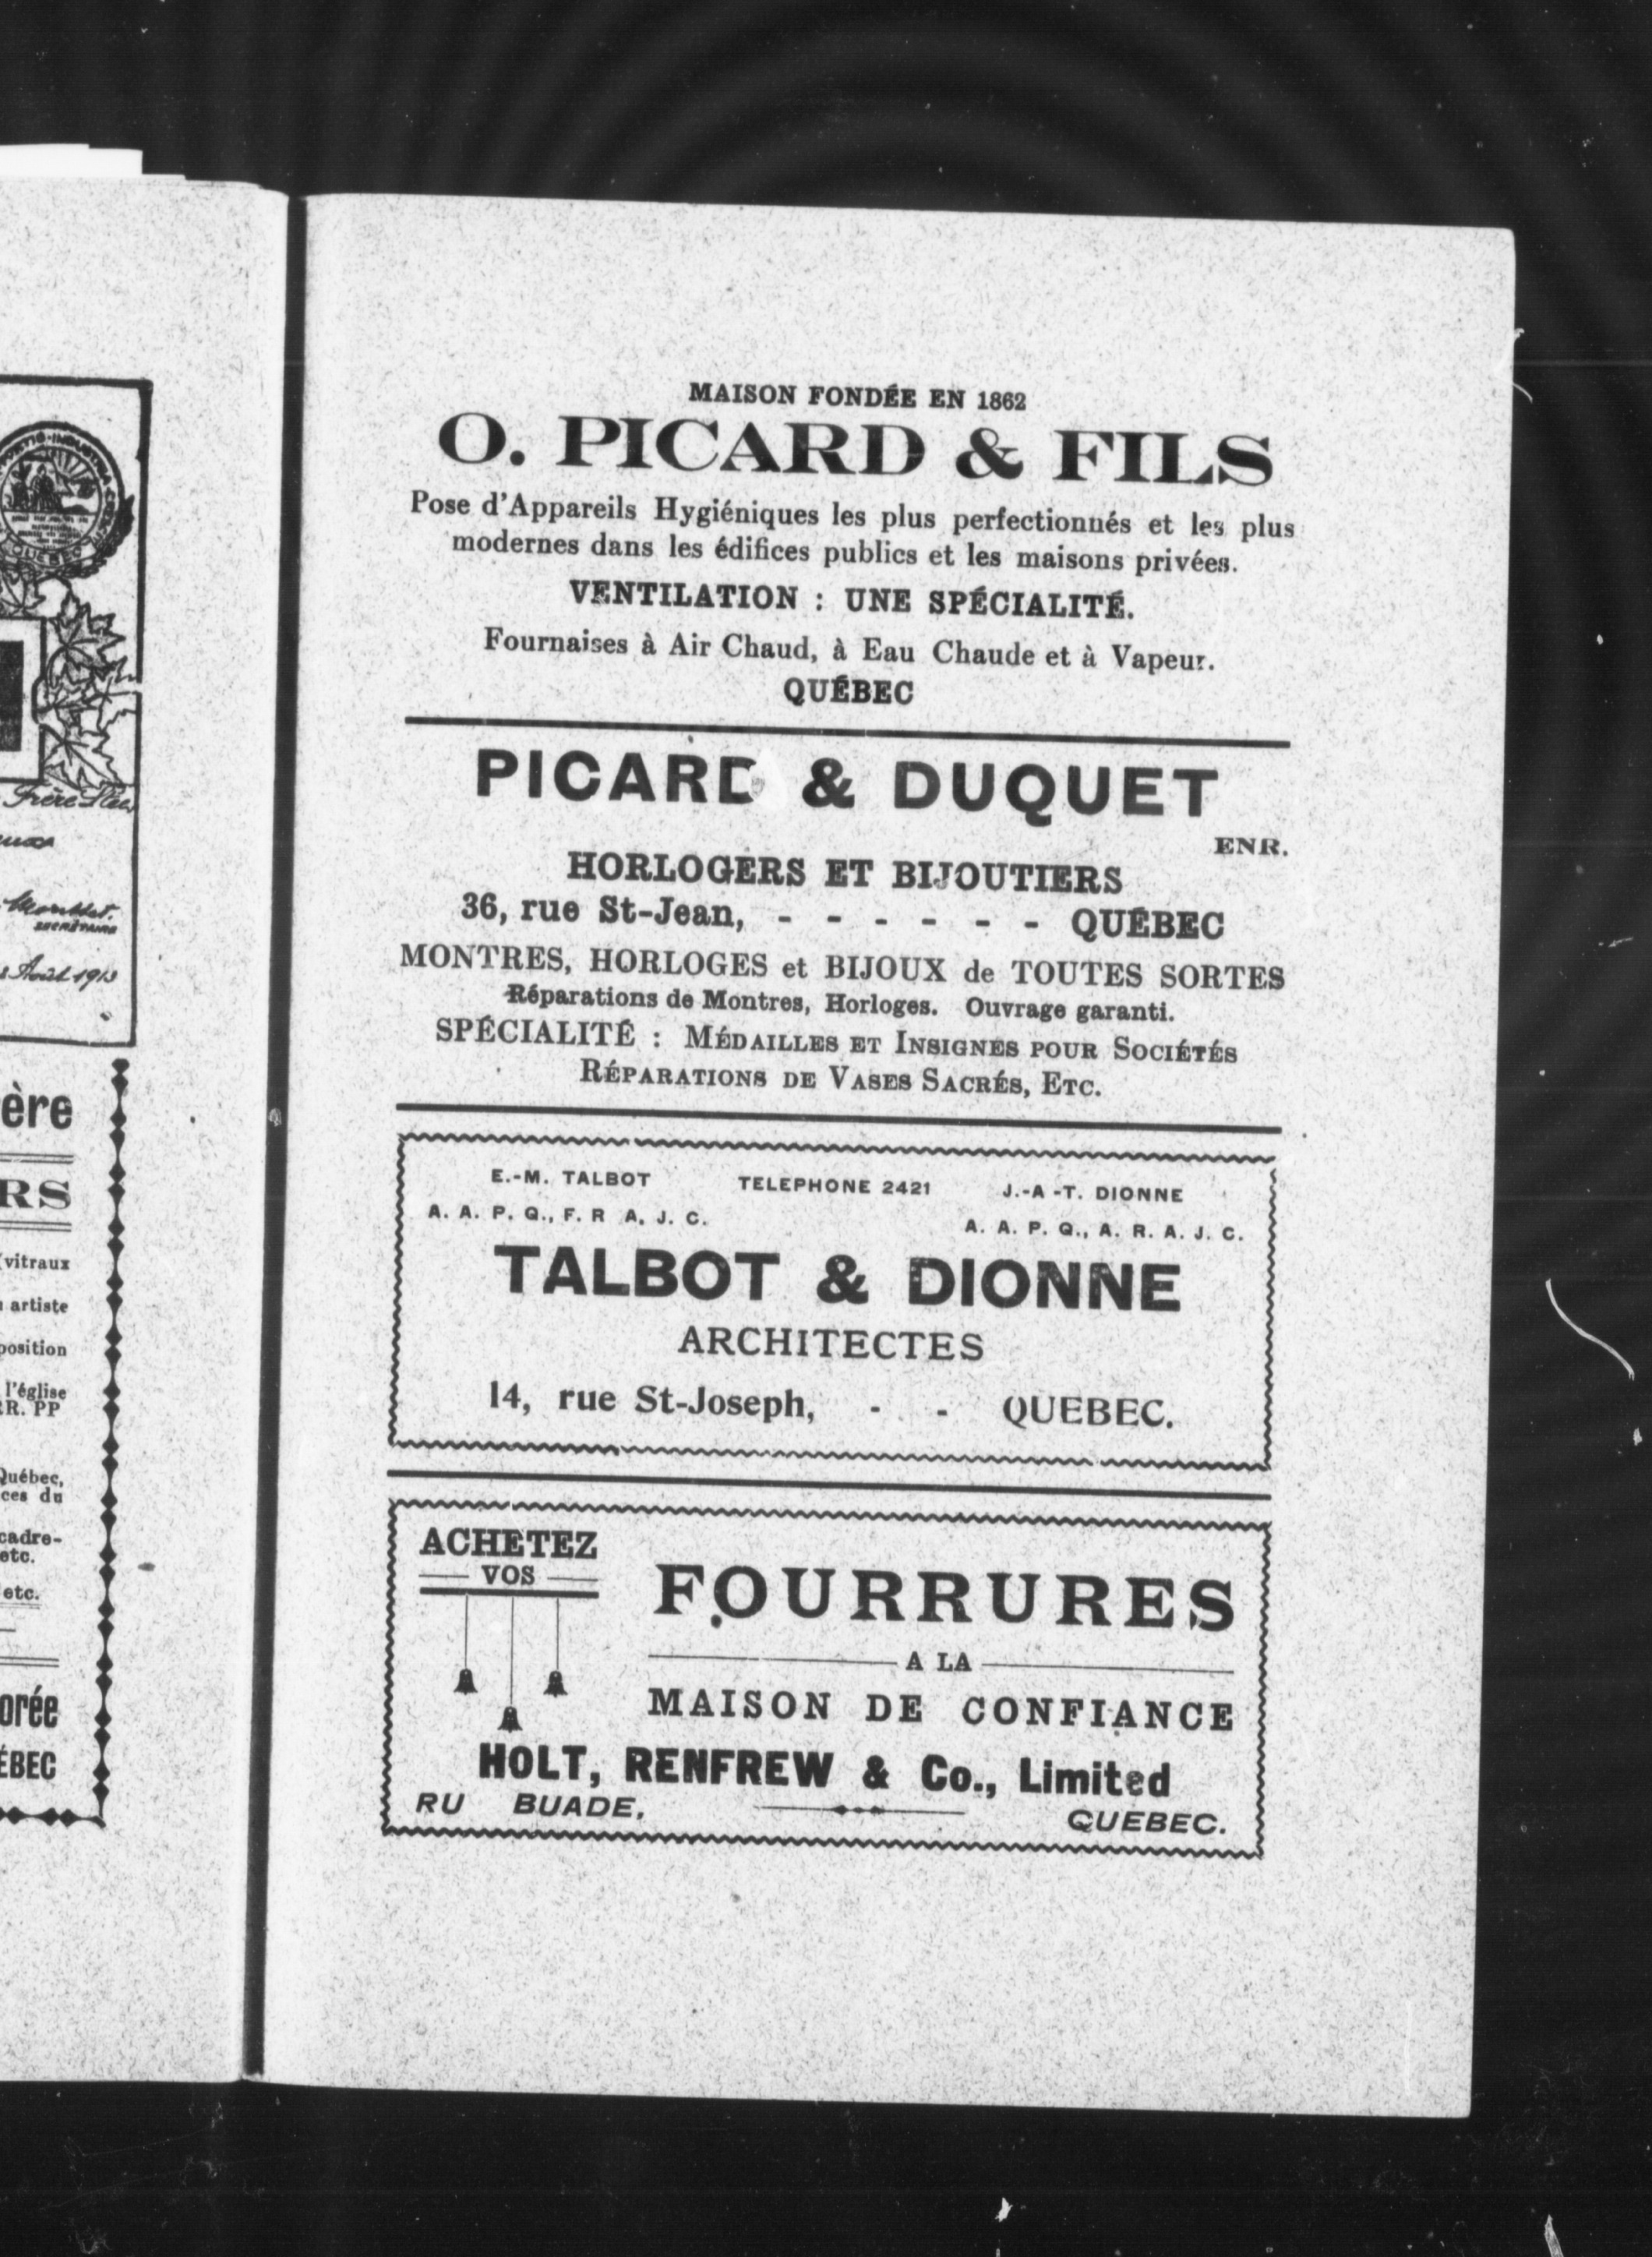 Frère
Août 1913
ère
RS
vitraux
artiste
position
l'église
RR. PP
Québec,
ces du
cadre-
etc.
etc.
orée
ÉBEC
MAISON FONDÉE EN 1862
O. PICARD & FILS
Pose d'Appareils Hygiéniques les plus perfectionnés et les plus
modernes dans les édifices publics et les maisons privées.
VENTILATION : UNE SPÉCIALITÉ.
Fournaises à Air Chaud, à Eau Chaude et à Vapeur.
QUÉBEC
PICARD & DUQUET
ENR.
HORLOGERS ET BIJOUTIERS
36, rue St-Jean, - - - - - - QUÉBEC
MONTRES, HORLOGES et BIJOUX de TOUTES SORTES
Réparations de Montres, Horloges. Ouvrage garanti.
SPÉCIALITÉ : MÉDAILLES ET INSIGNES POUR SOCIÉTÉS
RÉPARATIONS DE VASES SACRÉS, ETC.
E.-M. TALBOT TELEPHONE 2421 J.-A -T. DIONNE
A. A. P. Q., F. R A. J. C. A. A. P. Q., A. R. A. J. C.
TALBOT & DIONNE
ARCHITECTES
14, rue St-Joseph, - - QUEBEC.
ACHETEZ
VOS
FOURRURES
A LA
MAISON DE CONFIANCE
HOLT, RENFREW & Co., Limited
RU BUADE, QUEBEC.